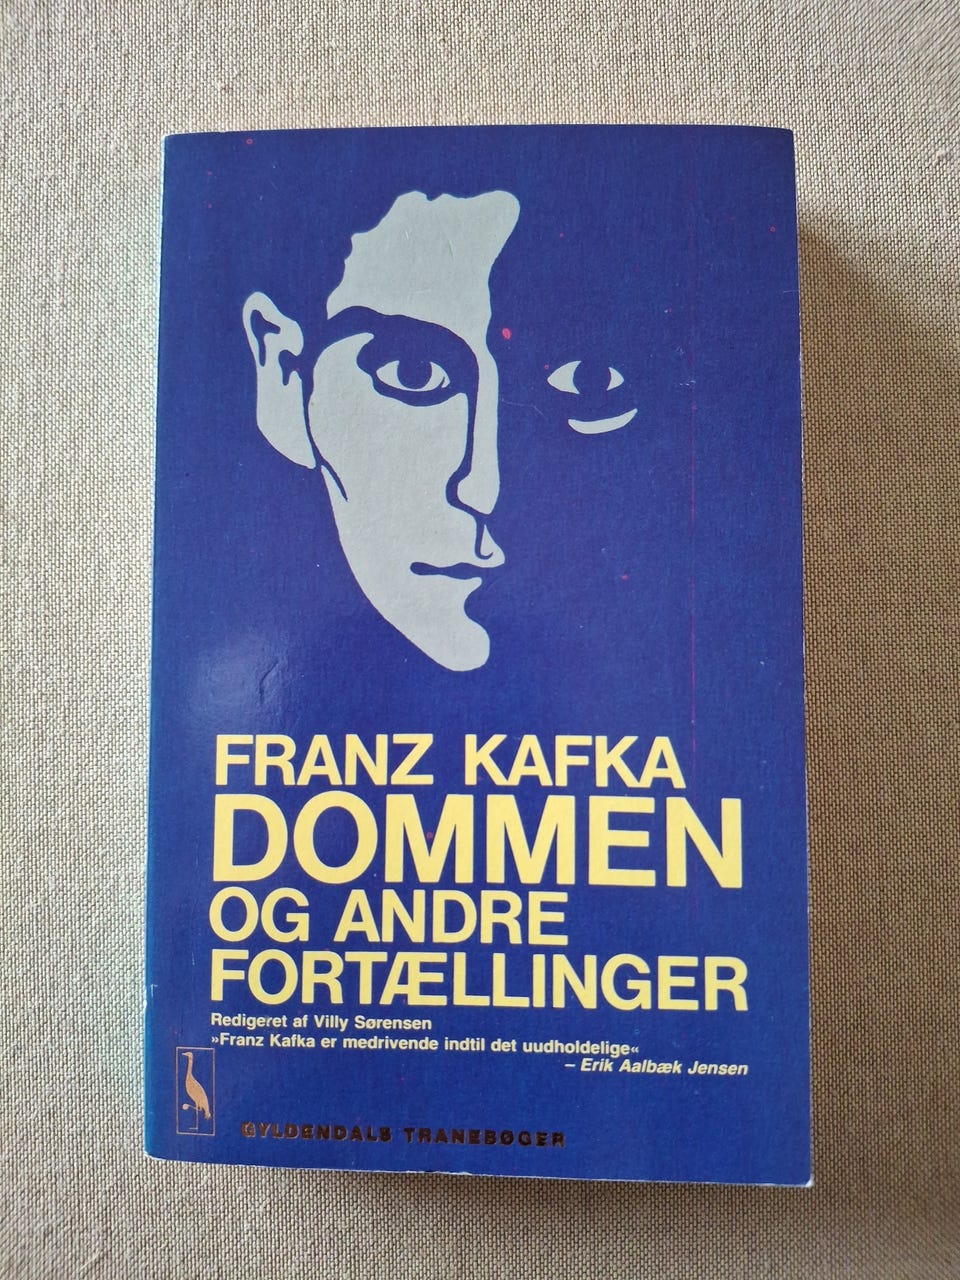 FRANZ KAFKA
DOMMEN
OG ANDRE
FORTÆLLINGER
Redigeret af Villy Sørensen
»Franz Kafka er medrivende indtil det uudholdelige«
– Erik Aalbæk Jensen
GYLDENDALS TRANEBØGER